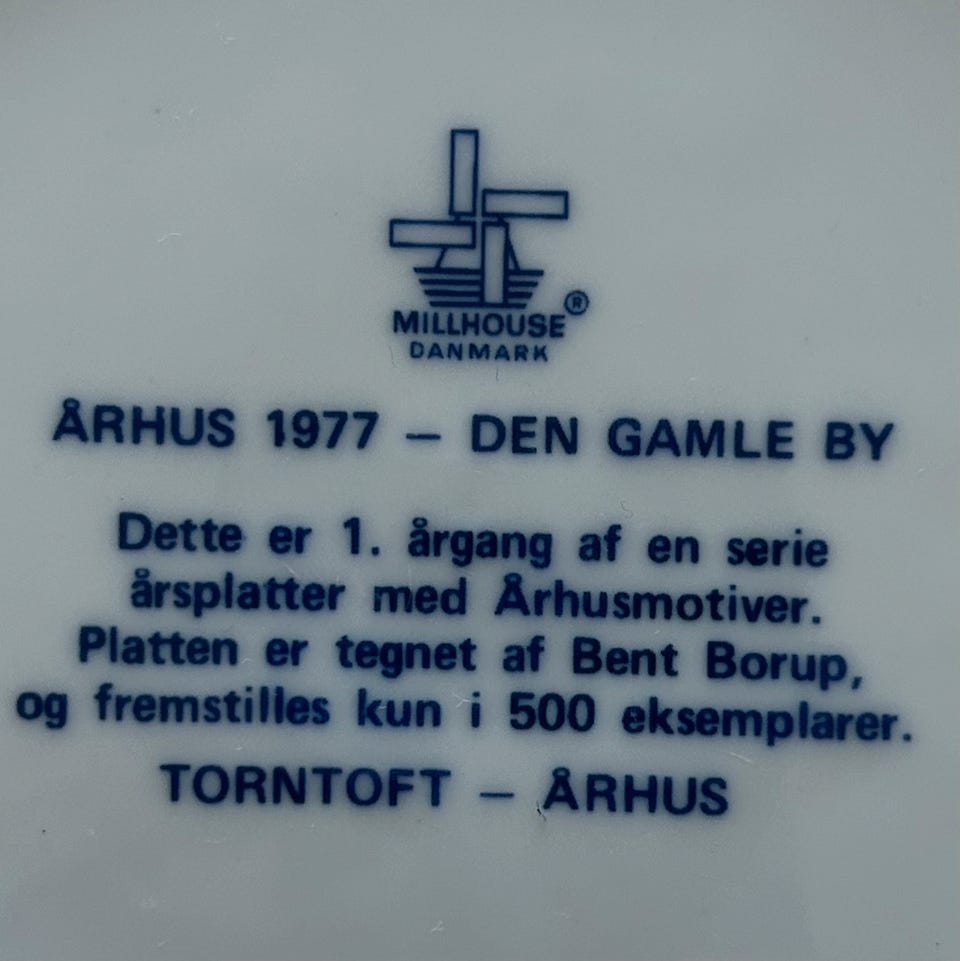 MILLHOUSE ®
DANMARK
ÅRHUS 1977 – DEN GAMLE BY
Dette er 1. årgang af en serie
årsplatter med Århusmotiver.
Platten er tegnet af Bent Borup,
og fremstilles kun i 500 eksemplarer.
TORNTOFT – ÅRHUS